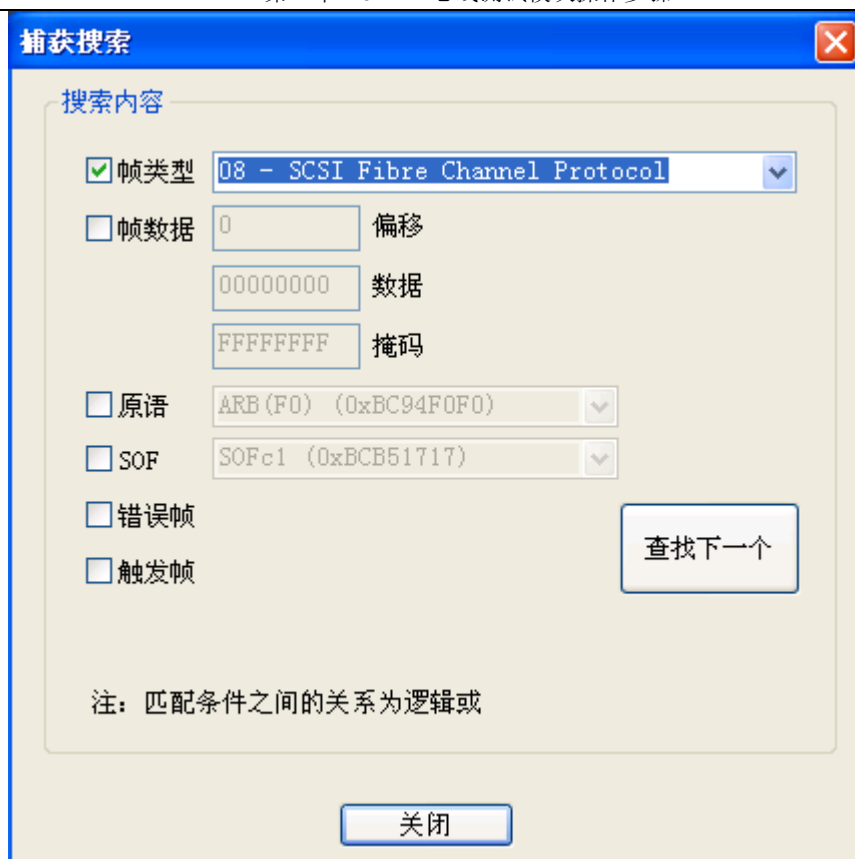 捕获搜索
搜索内容
帧类型 08 - SCSI Fibre Channel Protocol
帧数据 0 偏移
00000000 数据
FFFFFFFF 掩码
原语 ARB(F0) (0xBC94F0F0)
SOF SOFc1 (0xBCB51717)
错误帧
查找下一个
触发帧
注：匹配条件之间的关系为逻辑或
关闭